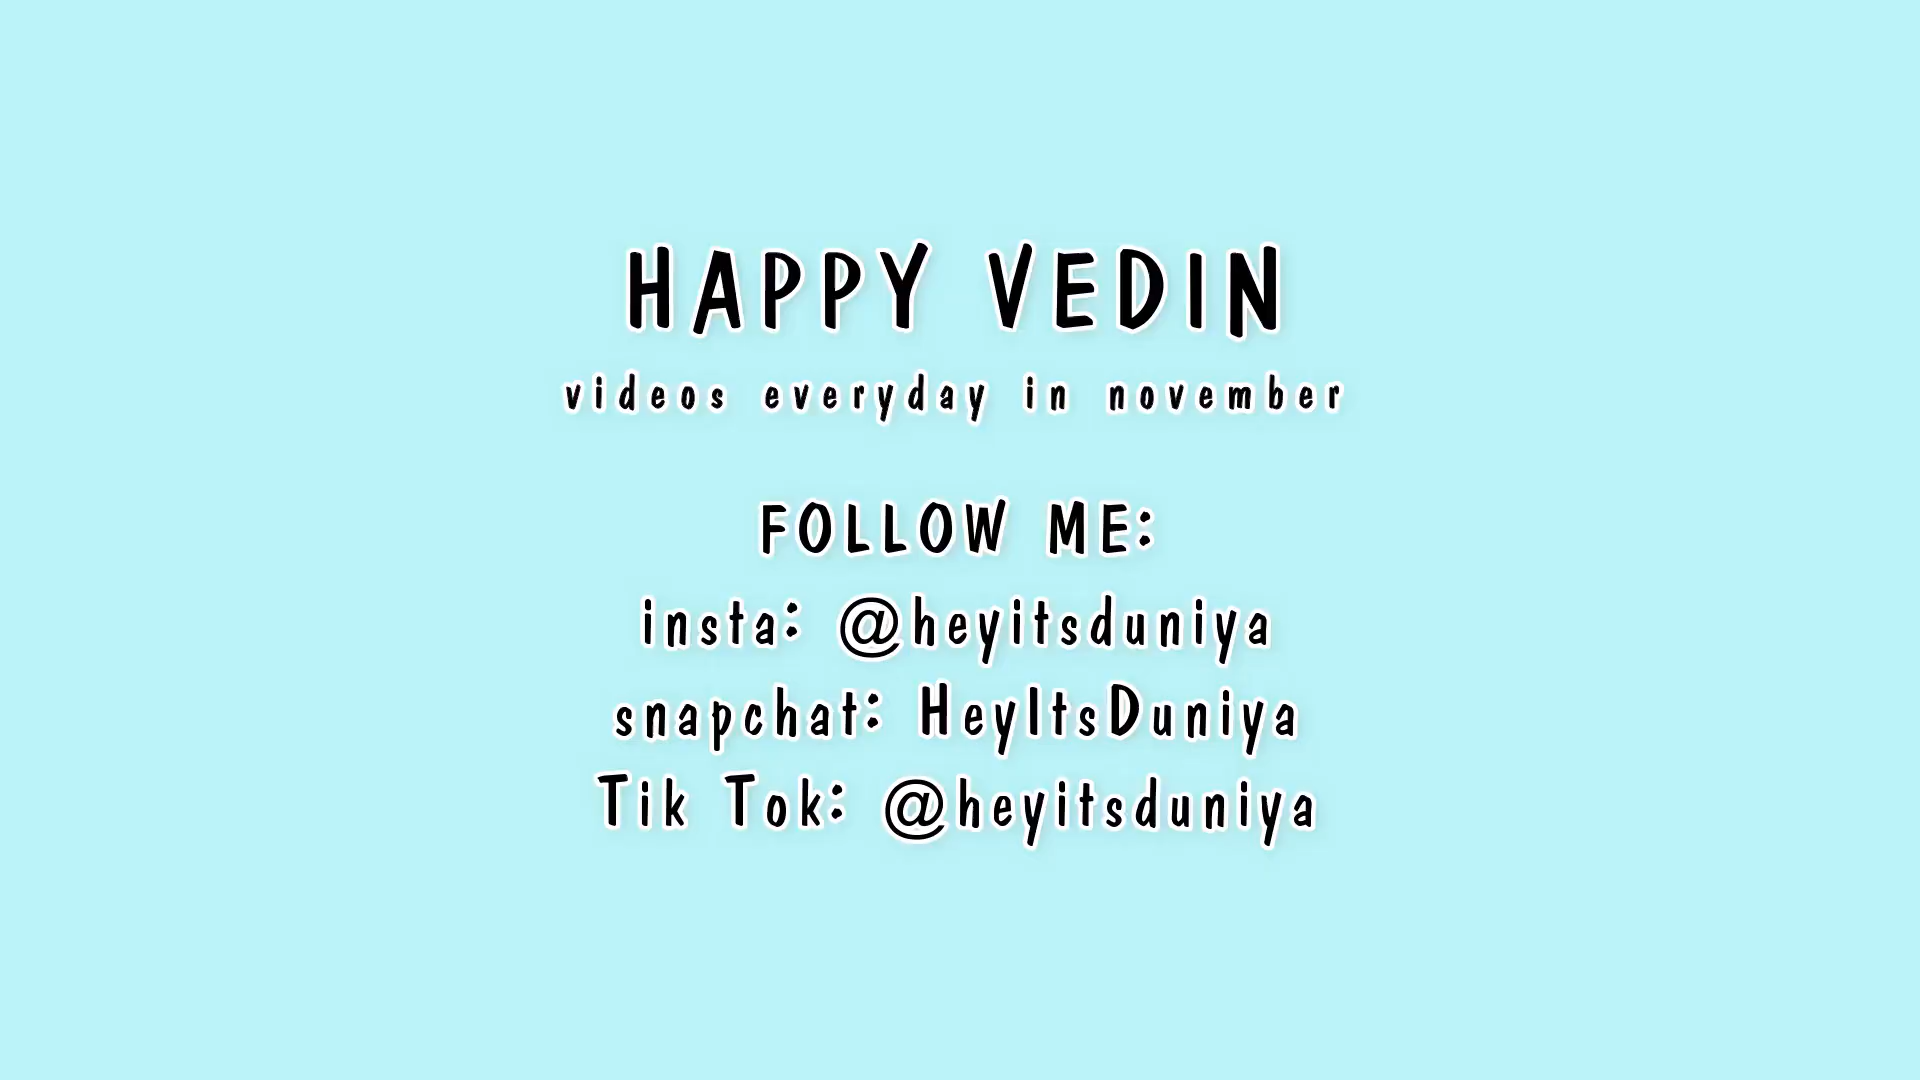 HAPPY VEDIN
videos everyday in november
FOLLOW ME:
insta: @heyitsduniya
snapchat: HeyItsDuniya
Tik Tok: @heyitsduniya